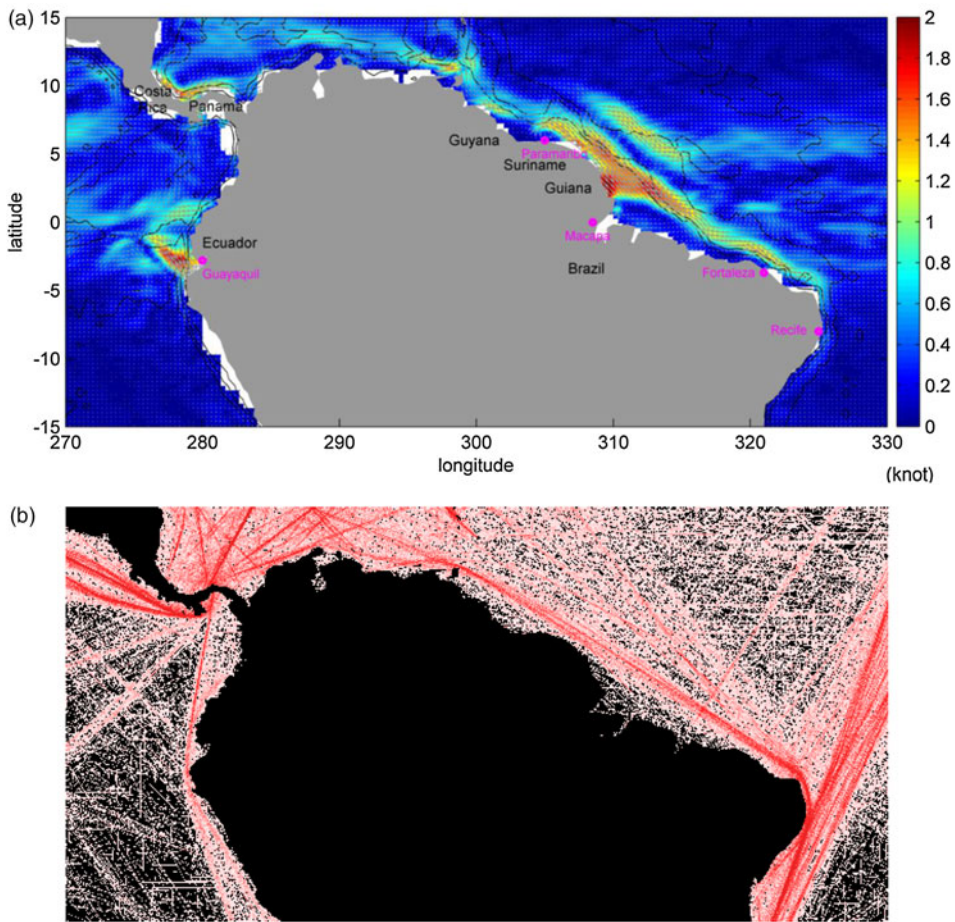 (a)
15
10
5
0
-5
-10
-15
latitude
270
280
290
300
310
320
330
longitude
Costa
Rica
Panama
Guyana
Paramaribo
Suriname
Guiana
Macapa
Ecuador
Guayaquil
Brazil
Fortaleza
Recife
2
1.8
1.6
1.4
1.2
1
0.8
0.6
0.4
0.2
0
(knot)
(b)